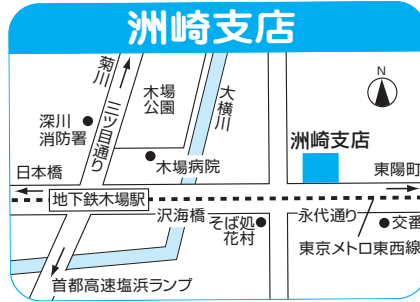 洲崎支店
菊川
三ツ目通り
木場
公園
大横川
N
深川
消防署
洲崎支店
木場病院
日本橋
東陽町
地下鉄木場駅
沢海橋
そば処
花村
永代通り
交番
東京メトロ東西線
首都高速塩浜ランプ